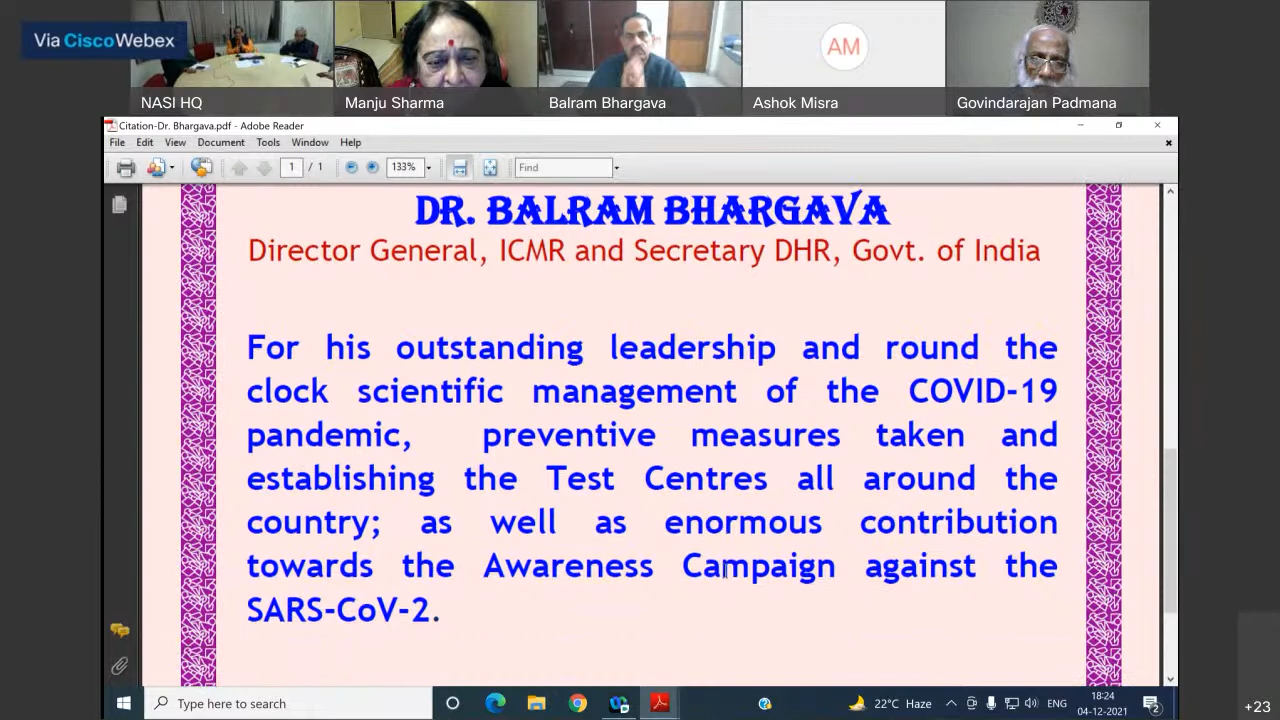 Via Cisco Webex
AM
NASI HQ
Manju Sharma
Balram Bhargava
Ashok Misra
Govindarajan Padmana
Citation-Dr. Bhargava.pdf - Adobe Reader
File Edit View Document Tools Window Help
1 / 1 133% Find
DR. BALRAM BHARGAVA
Director General, ICMR and Secretary DHR, Govt. of India
For his outstanding leadership and round the
clock scientific management of the COVID-19
pandemic, preventive measures taken and
establishing the Test Centres all around the
country; as well as enormous contribution
towards the Awareness Campaign against the
SARS-CoV-2.
Type here to search
22°C Haze
ENG
18:24
04-12-2021
2
+23